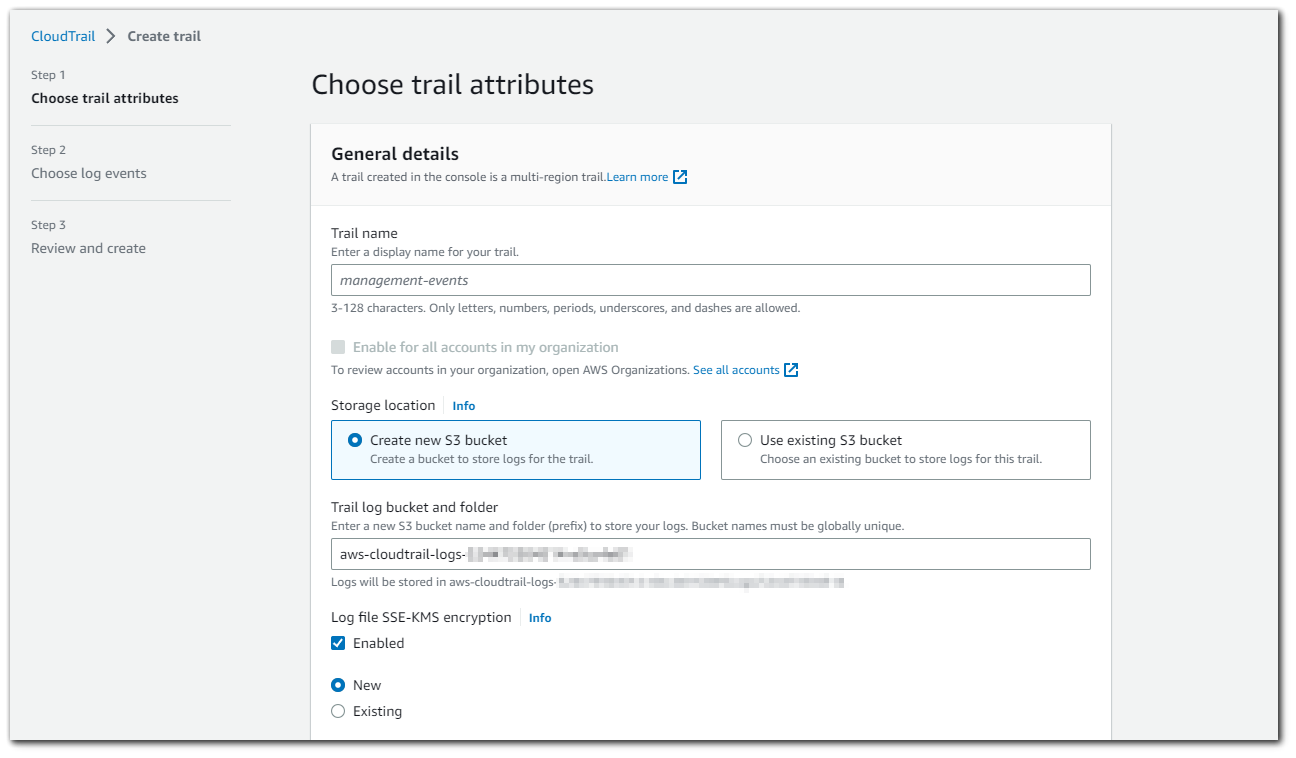 CloudTrail > Create trail
Step 1
Choose trail attributes
Step 2
Choose log events
Step 3
Review and create
Choose trail attributes
General details
A trail created in the console is a multi-region trail.Learn more
Trail name
Enter a display name for your trail.
management-events
3-128 characters. Only letters, numbers, periods, underscores, and dashes are allowed.
Enable for all accounts in my organization
To review accounts in your organization, open AWS Organizations. See all accounts
Storage location Info
Create new S3 bucket
Create a bucket to store logs for the trail.
Use existing S3 bucket
Choose an existing bucket to store logs for this trail.
Trail log bucket and folder
Enter a new S3 bucket name and folder (prefix) to store your logs. Bucket names must be globally unique.
aws-cloudtrail-logs-
Logs will be stored in aws-cloudtrail-logs-
Log file SSE-KMS encryption Info
Enabled
New
Existing